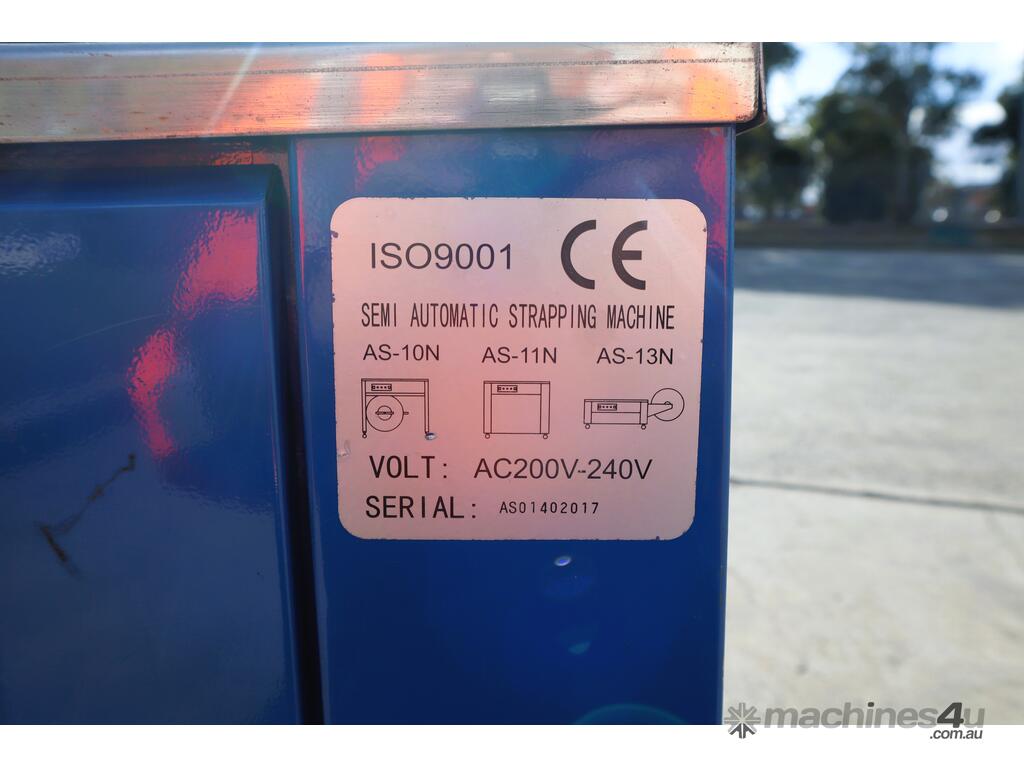 ISO9001 CE
SEMI AUTOMATIC STRAPPING MACHINE
AS-10N AS-11N AS-13N
VOLT: AC200V-240V
SERIAL: AS01402017
machines4u
.com.au